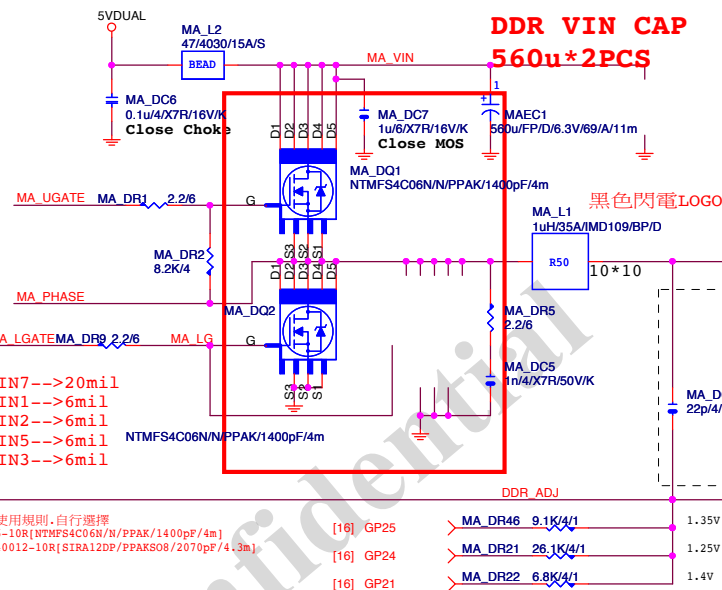 5VDUAL
DDR VIN CAP
560u*2PCS
MA_L2
47/4030/15A/S
BEAD
MA_VIN
MA_DC6
0.1u/4/X7R/16V/K
Close Choke
D1
D2
D3
D4
D5
MA_DC7
1u/6/X7R/16V/K
Close MOS
1
+
MAEC1
560u/FP/D/6.3V/69/A/11m
MA_DQ1
NTMFS4C06N/N/PPAK/1400pF/4m
MA_UGATE
MA_DR1
2.2/6
G
黑色閃電LOGO
MA_L1
1uH/35A/IMD109/BP/D
MA_DR2
8.2K/4
S3
S2
S1
D1
D2
D3
D4
D5
R50
10*10
MA_PHASE
MA_DQ2
MA_DR5
2.2/6
A_LGATE
MA_DR9
2.2/6
MA_LG
G
MA_DC5
1n/4/X7R/50V/K
S3
S2
S1
IN7-->20mil
IN1-->6mil
IN2-->6mil
IN5-->6mil
IN3-->6mil
MA_D
22p/4/
NTMFS4C06N/N/PPAK/1400pF/4m
DDR_ADJ
使用規則.自行選擇
-10R[NTMFS4C06N/N/PPAK/1400pF/4m]
0012-10R[SIRA12DP/PPAKSO8/2070pF/4.3m]
[16] GP25
MA_DR46 9.1K/4/1
1.35V
[16] GP24
MA_DR21 26.1K/4/1
1.25V
[16] GP21
MA_DR22 6.8K/4/1
1.4V
nfidential